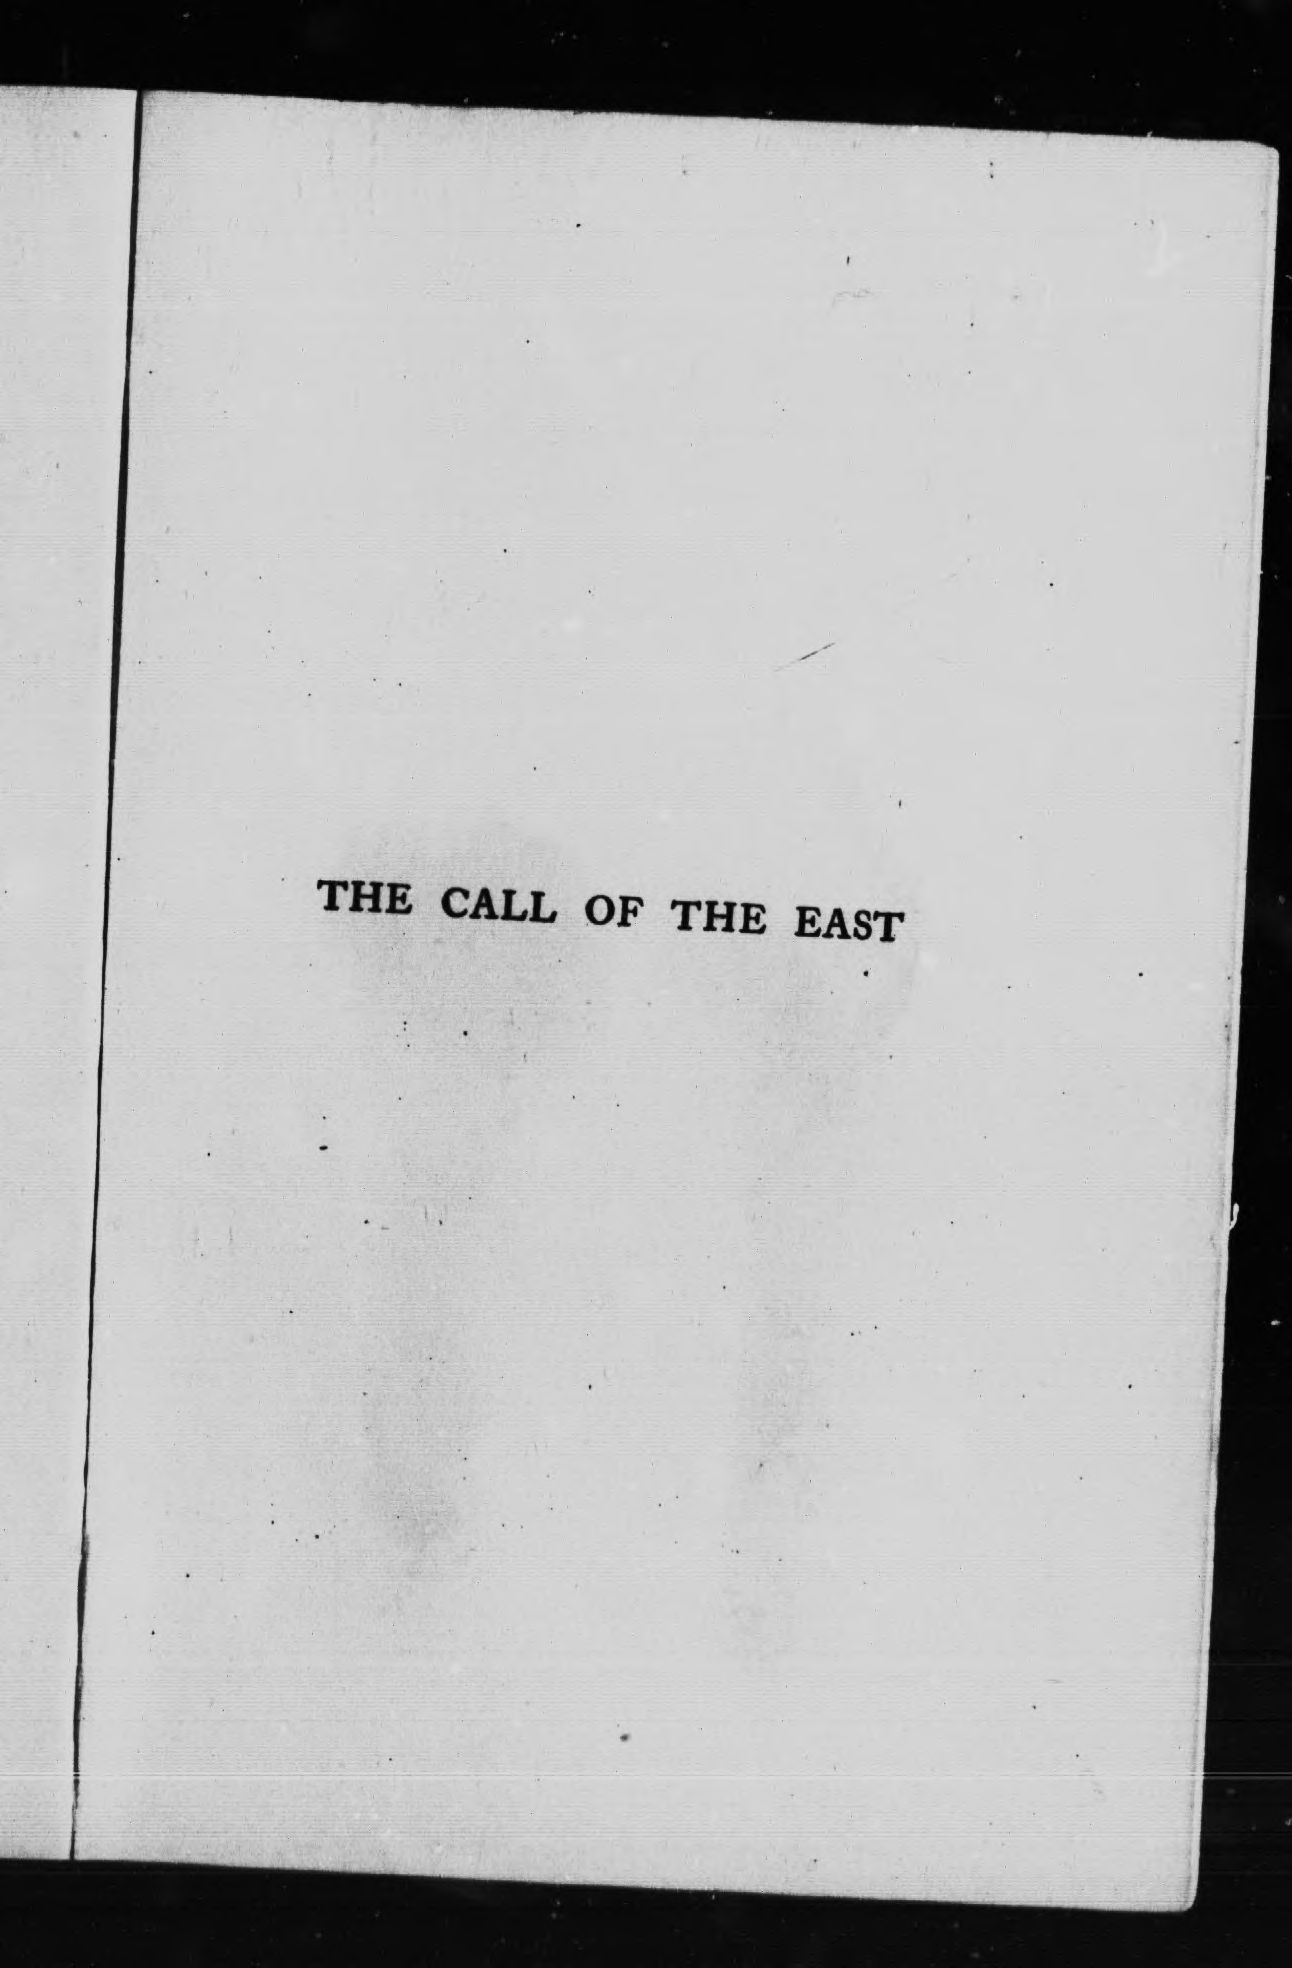 THE CALL OF THE EAST